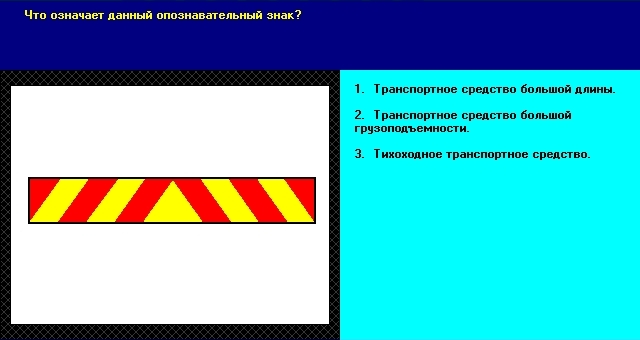 Что означает данный опознавательный знак?
1. Транспортное средство большой длины.
2. Транспортное средство большой
грузоподъемности.
3. Тихоходное транспортное средство.